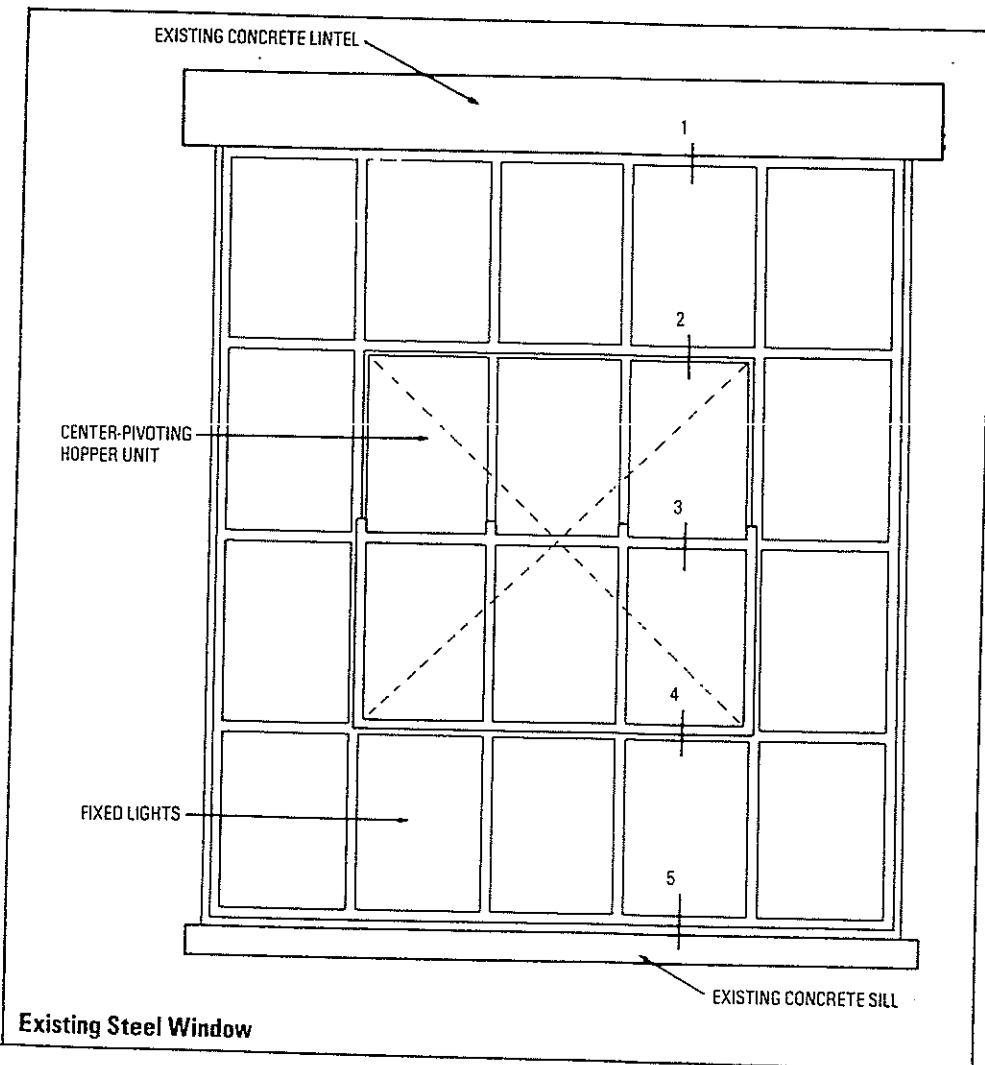 EXISTING CONCRETE LINTEL
1
2
CENTER-PIVOTING
HOPPER UNIT
3
4
FIXED LIGHTS
5
EXISTING CONCRETE SILL
Existing Steel Window